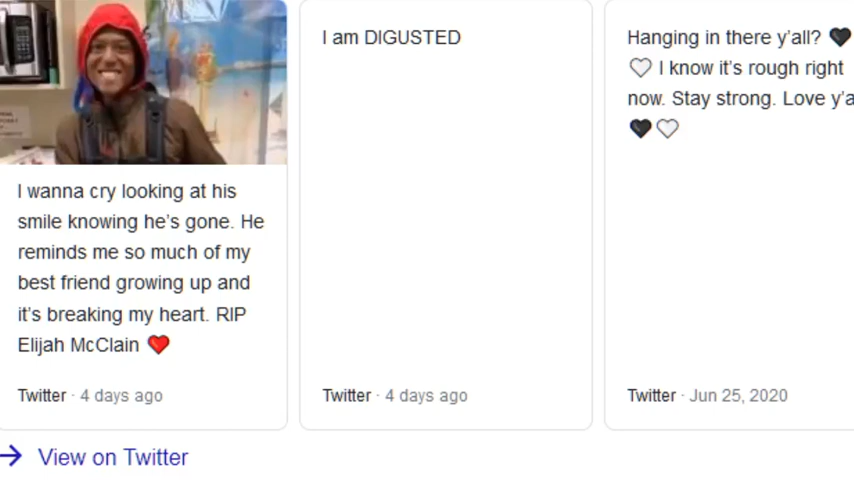 I wanna cry looking at his
smile knowing he's gone. He
reminds me so much of my
best friend growing up and
it's breaking my heart. RIP
Elijah McClain ❤️
Twitter · 4 days ago
I am DIGUSTED
Twitter · 4 days ago
Hanging in there y'all? 🖤
🤍 I know it's rough right
now. Stay strong. Love y'a
🖤🤍
Twitter · Jun 25, 2020
→ View on Twitter